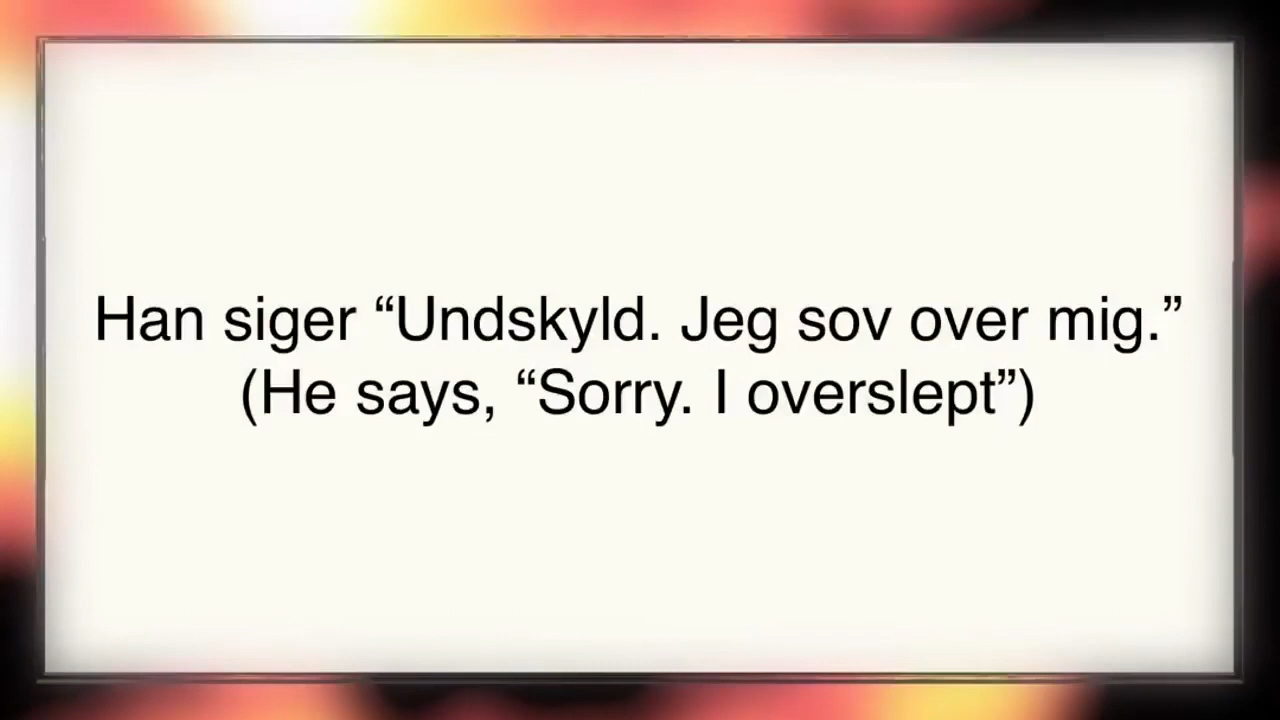 Han siger “Undskyld. Jeg sov over mig.”
(He says, “Sorry. I overslept”)